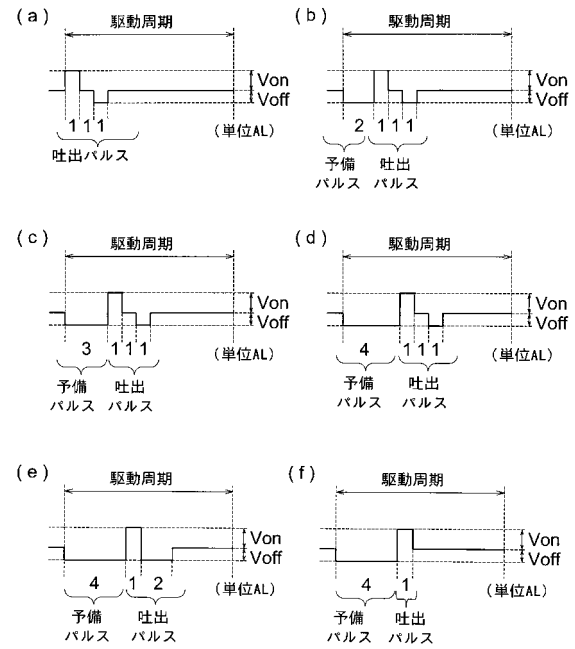 (a)
駆動周期
Von
Voff
1 1 1
(単位AL)
吐出パルス
(b)
駆動周期
Von
Voff
2 1 1 1
(単位AL)
予備
パルス
吐出
パルス
(c)
駆動周期
Von
Voff
3 1 1 1
(単位AL)
予備
パルス
吐出
パルス
(d)
駆動周期
Von
Voff
4 1 1 1
(単位AL)
予備
パルス
吐出
パルス
(e)
駆動周期
Von
Voff
4 1 2
(単位AL)
予備
パルス
吐出
パルス
(f)
駆動周期
Von
Voff
4 1
(単位AL)
予備
パルス
吐出
パルス